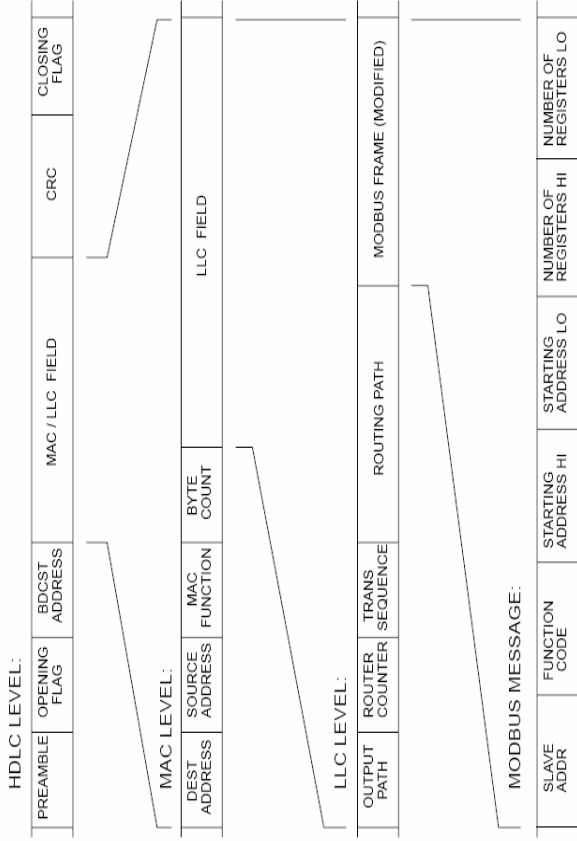 HDLC LEVEL:
PREAMBLE
OPENING
FLAG
BDCST
ADDRESS
MAC / LLC FIELD
CRC
CLOSING
FLAG
MAC LEVEL:
DEST
ADDRESS
SOURCE
ADDRESS
MAC
FUNCTION
BYTE
COUNT
LLC FIELD
LLC LEVEL:
OUTPUT
PATH
ROUTER
COUNTER
TRANS
SEQUENCE
ROUTING PATH
MODBUS FRAME (MODIFIED)
MODBUS MESSAGE:
SLAVE
ADDR
FUNCTION
CODE
STARTING
ADDRESS HI
STARTING
ADDRESS LO
NUMBER OF
REGISTERS HI
NUMBER OF
REGISTERS LO